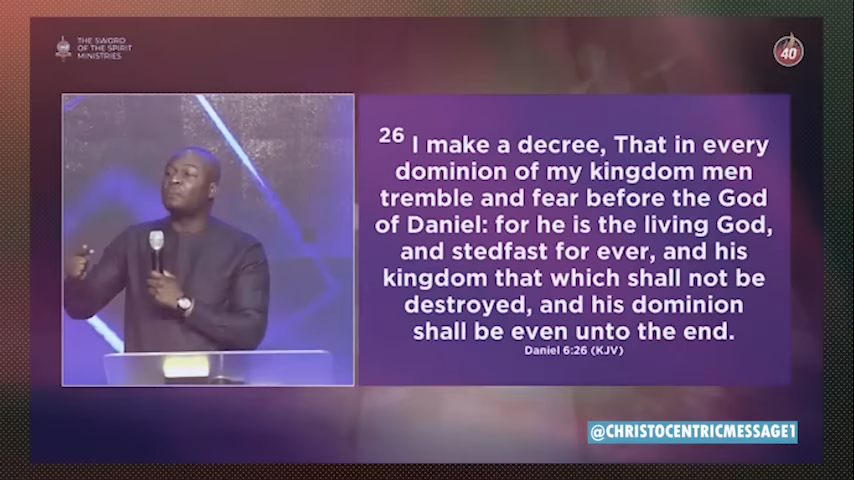 THE SWORD
OF THE SPIRIT
MINISTRIES
40
26 I make a decree, That in every
dominion of my kingdom men
tremble and fear before the God
of Daniel: for he is the living God,
and stedfast for ever, and his
kingdom that which shall not be
destroyed, and his dominion
shall be even unto the end.
Daniel 6:26 (KJV)
@CHRISTOCENTRICMESSAGE1